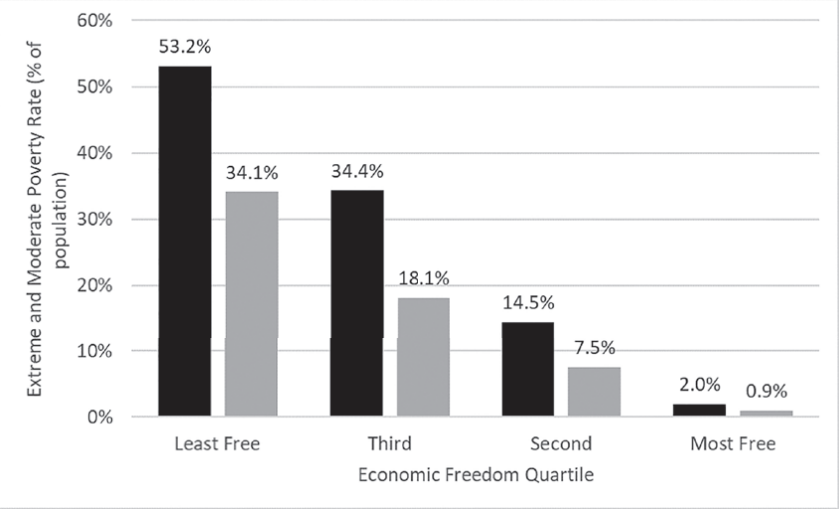 Extreme and Moderate Poverty Rate (% of
population)
60%
50%
40%
30%
20%
10%
0%
53.2%
34.1%
34.4%
18.1%
14.5%
7.5%
2.0%
0.9%
Least Free
Third
Second
Most Free
Economic Freedom Quartile